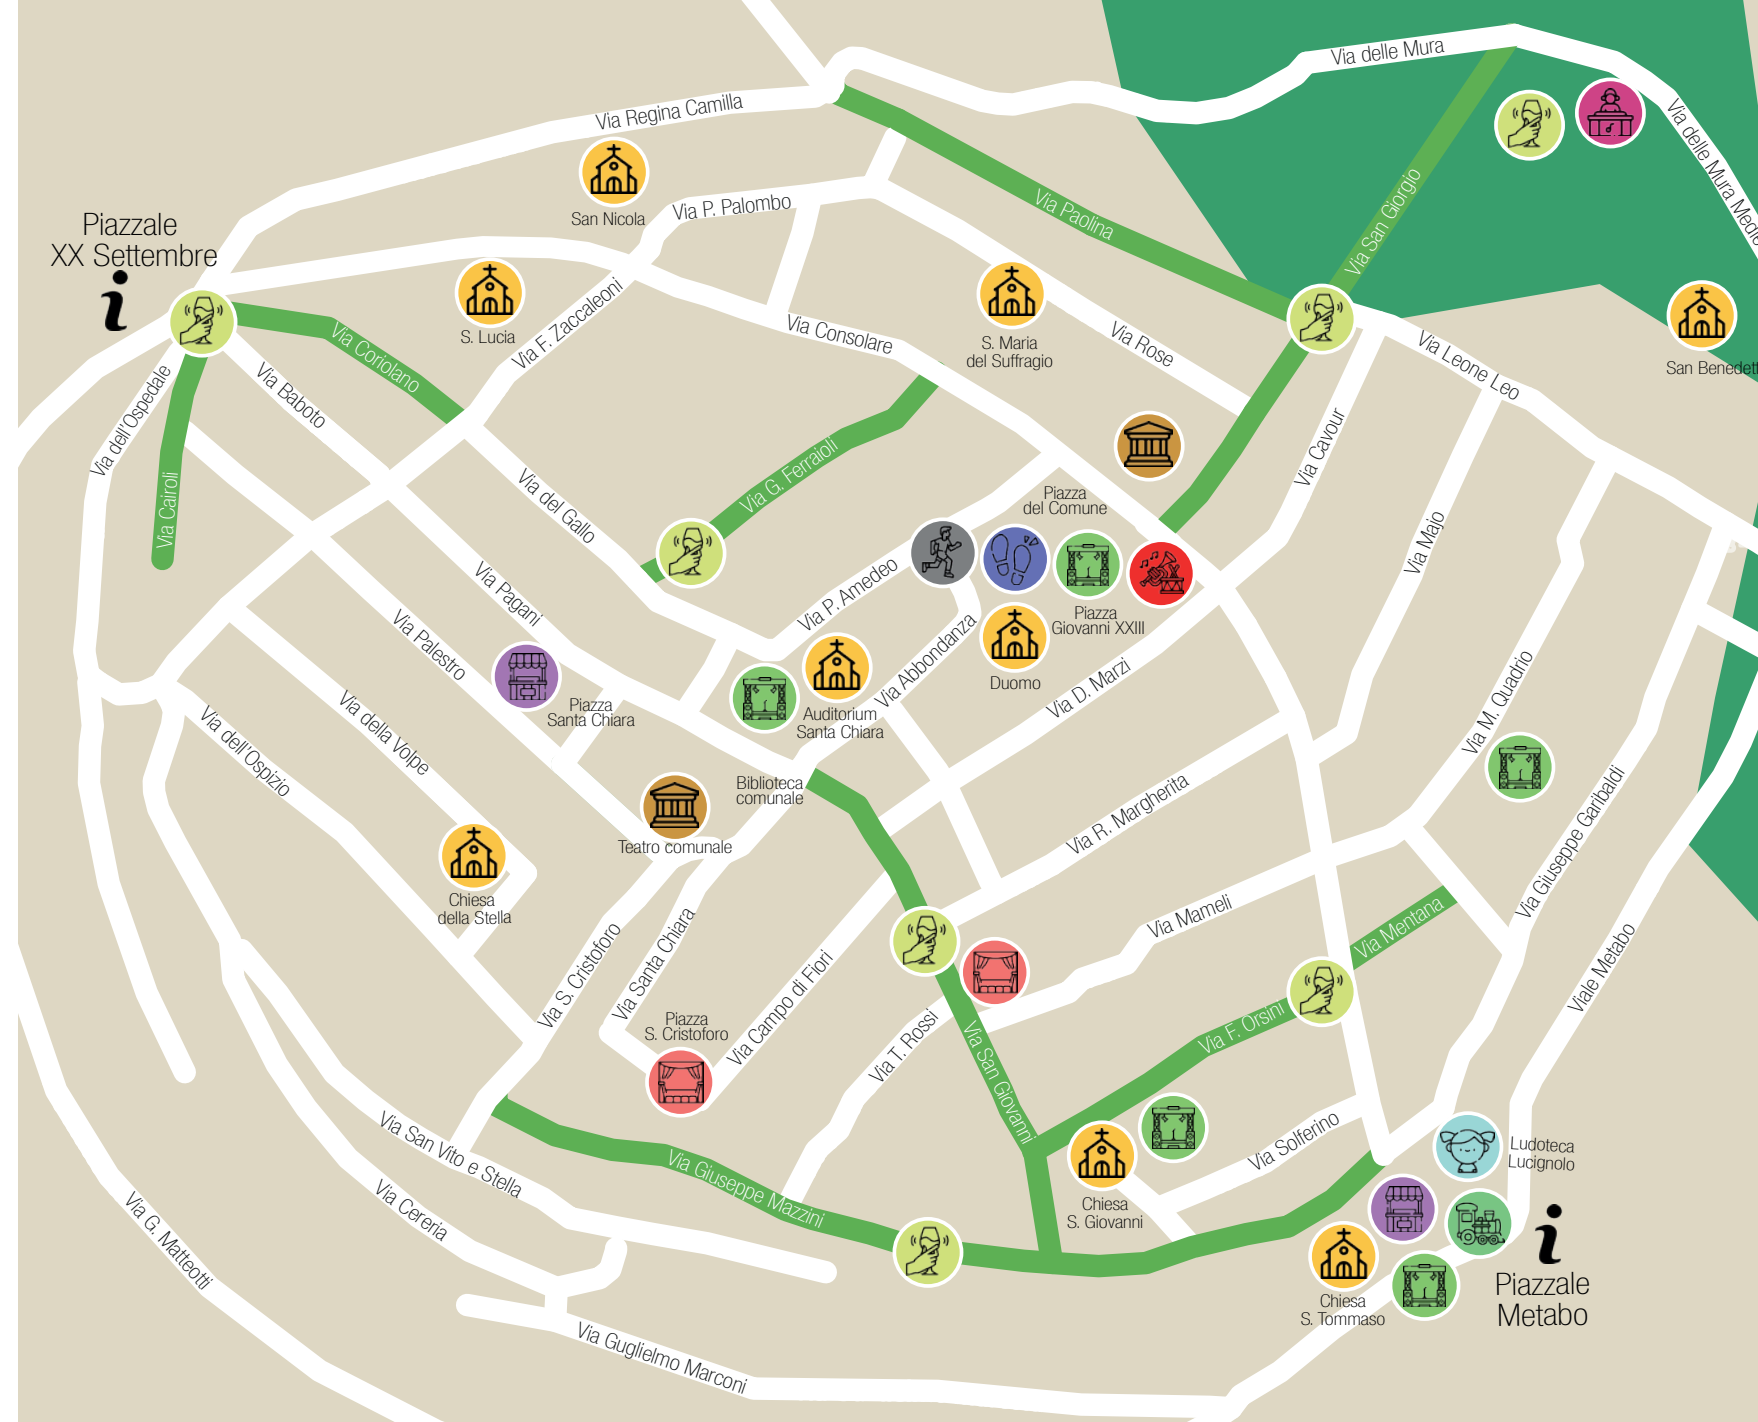 Via delle Mura
Via Regina Camilla
Via delle Mura Medie
San Nicola
Via P. Palombo
Via Paolina
Via San Giorgio
Piazzale
XX Settembre
i
S. Lucia
Via F. Zaccaleoni
Via Coriolano
Via Consolare
S. Maria
del Suffragio
Via Rose
Via Leone Leo
San Benedett
Via dell'Ospedale
Via Baboto
Via Cairoli
Via del Gallo
Via G. Ferraioli
Via Cavour
Piazza
del Comune
Via Majo
Via P. Amedeo
Via Pagani
Via Palestro
Piazza
Giovanni XXIII
Via Abbondanza
Duomo
Via D. Marzi
Via M. Quadrio
Piazza
Santa Chiara
Auditorium
Santa Chiara
Via dell'Ospizio
Via della Volpe
Biblioteca
comunale
Teatro comunale
Via R. Margherita
Via Giuseppe Garibaldi
Chiesa
della Stella
Via Mameli
Via Mentana
Via S. Cristoforo
Via Santa Chiara
Via Campo di Fiori
Viale Metabo
Piazza
S. Cristoforo
Via T. Rossi
Via San Giovanni
Via F. Orsini
Via San Vito e Stella
Via Giuseppe Mazzini
Via Solferino
Ludoteca
Lucignolo
Chiesa
S. Giovanni
Via Cereria
Via G. Matteotti
i
Piazzale
Metabo
Chiesa
S. Tommaso
Via Guglielmo Marconi